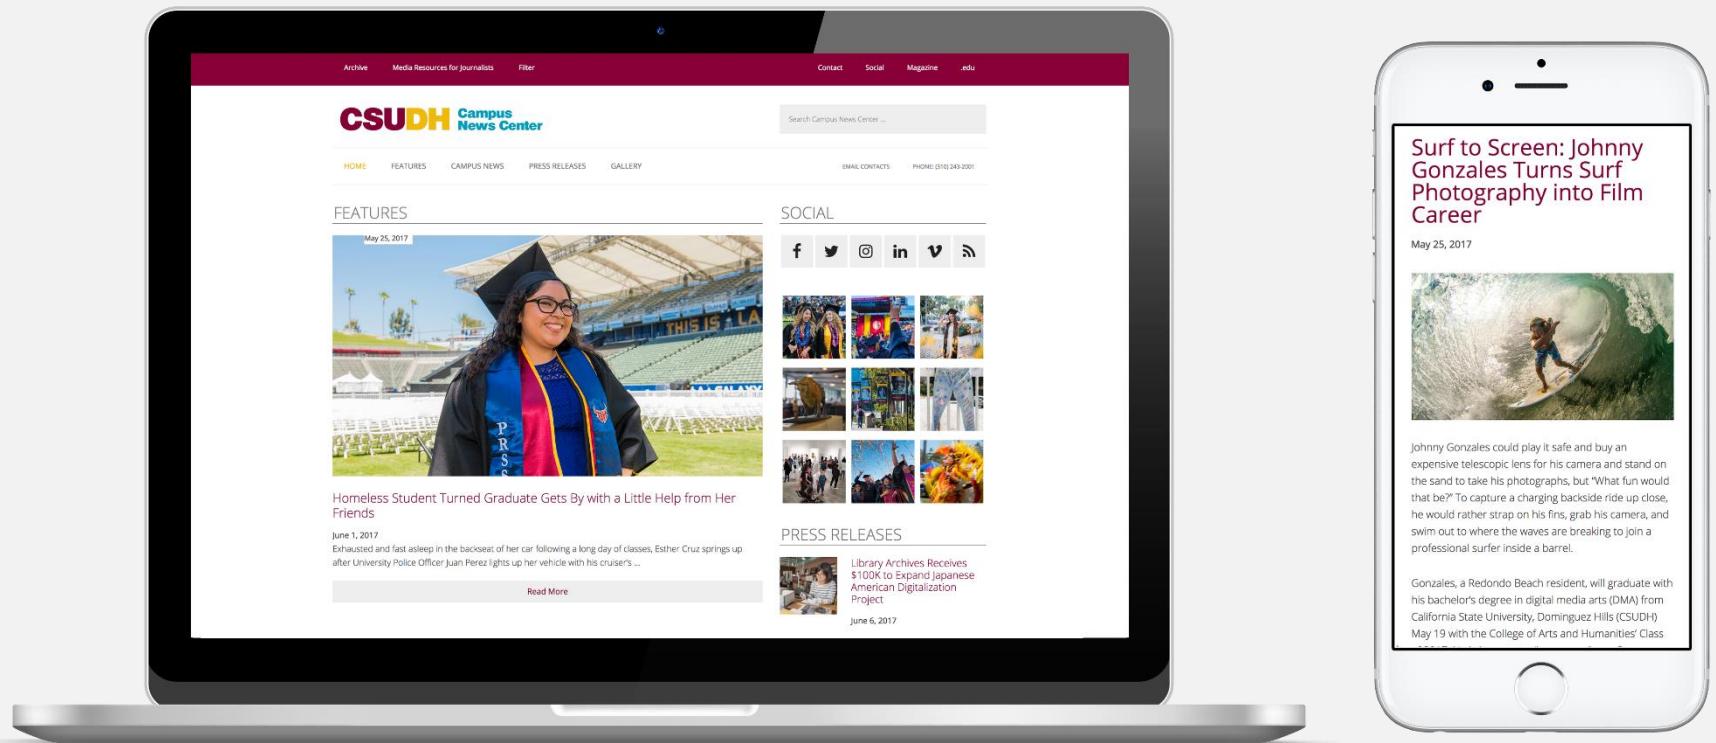 Archive Media Resources for Journalists Filter Contact Social Magazine .edu
CSUDH Campus
News Center
Search Campus News Center ...
HOME FEATURES CAMPUS NEWS PRESS RELEASES GALLERY EMAIL CONTACTS PHONE: (310) 243-2001
FEATURES
May 25, 2017
THIS IS LA
LA GALAXY
PRSS
Homeless Student Turned Graduate Gets By with a Little Help from Her
Friends
June 1, 2017
Exhausted and fast asleep in the backseat of her car following a long day of classes, Esther Cruz springs up
after University Police Officer Juan Perez lights up her vehicle with his cruiser's ...
Read More
SOCIAL
PRESS RELEASES
Library Archives Receives
$100K to Expand Japanese
American Digitalization
Project
June 6, 2017
Surf to Screen: Johnny
Gonzales Turns Surf
Photography into Film
Career
May 25, 2017
Johnny Gonzales could play it safe and buy an
expensive telescopic lens for his camera and stand on
the sand to take his photographs, but "What fun would
that be?" To capture a charging backside ride up close,
he would rather strap on his fins, grab his camera, and
swim out to where the waves are breaking to join a
professional surfer inside a barrel.
Gonzales, a Redondo Beach resident, will graduate with
his bachelor's degree in digital media arts (DMA) from
California State University, Dominguez Hills (CSUDH)
May 19 with the College of Arts and Humanities' Class